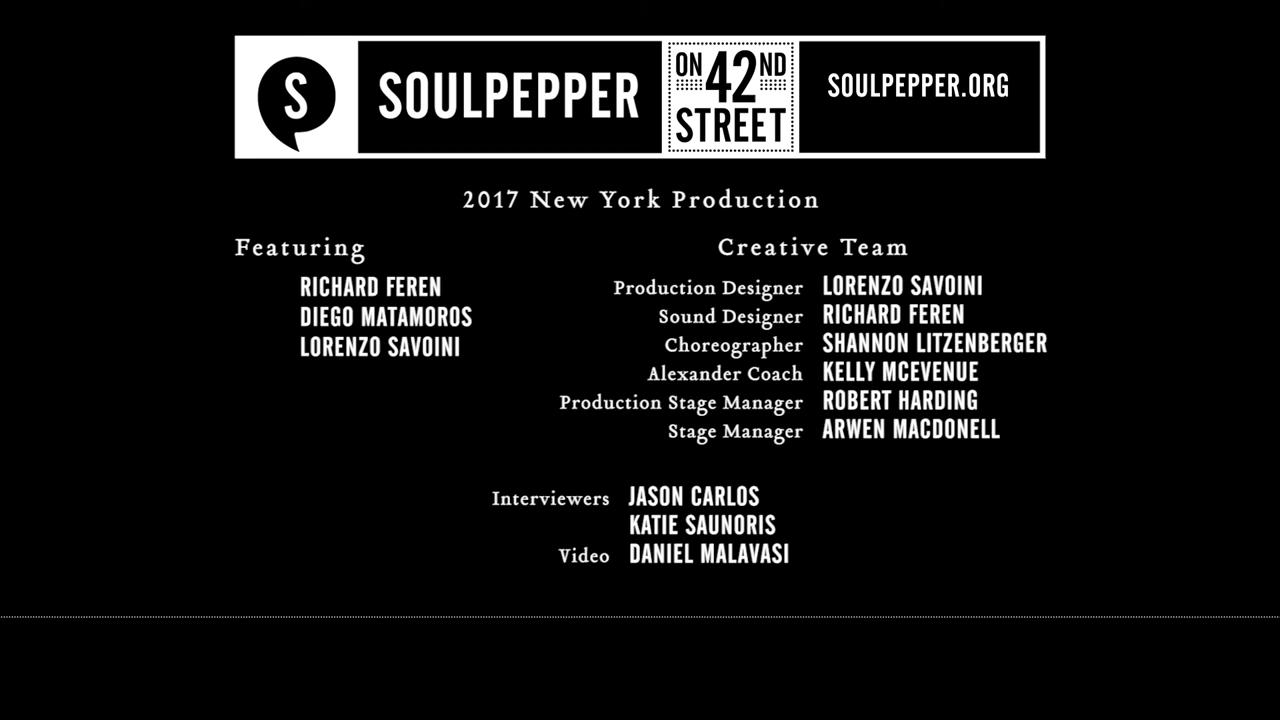 S
SOULPEPPER
ON 42ND
STREET
SOULPEPPER.ORG
2017 New York Production
Featuring
RICHARD FEREN
DIEGO MATAMOROS
LORENZO SAVOINI
Creative Team
Production Designer LORENZO SAVOINI
Sound Designer RICHARD FEREN
Choreographer SHANNON LITZENBERGER
Alexander Coach KELLY MCEVENUE
Production Stage Manager ROBERT HARDING
Stage Manager ARWEN MACDONELL
Interviewers JASON CARLOS
KATIE SAUNORIS
Video DANIEL MALAVASI